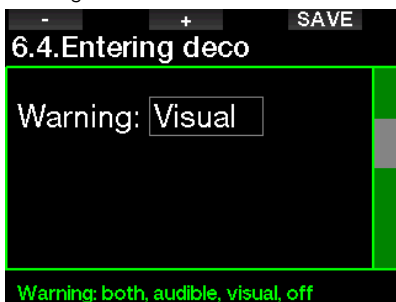 - + SAVE
6.4.Entering deco
Warning: Visual
Warning: both, audible, visual, off